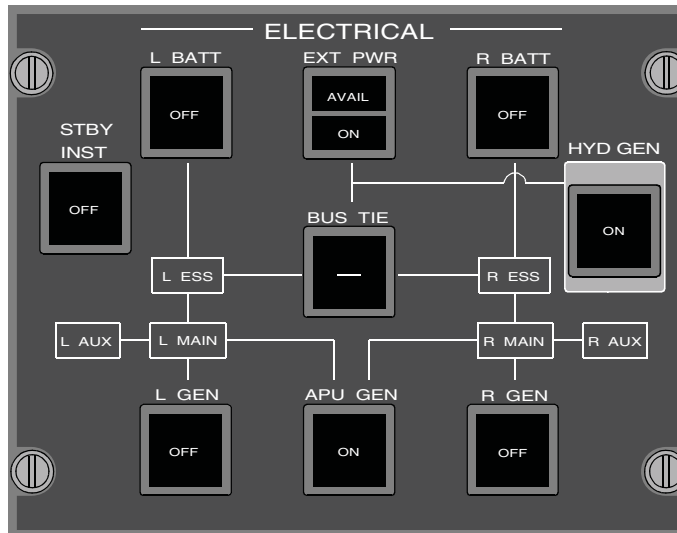 ELECTRICAL
L BATT
EXT PWR
R BATT
OFF
AVAIL
ON
OFF
STBY
INST
OFF
HYD GEN
ON
BUS TIE
L ESS
R ESS
L AUX
L MAIN
R MAIN
R AUX
L GEN
APU GEN
R GEN
OFF
ON
OFF